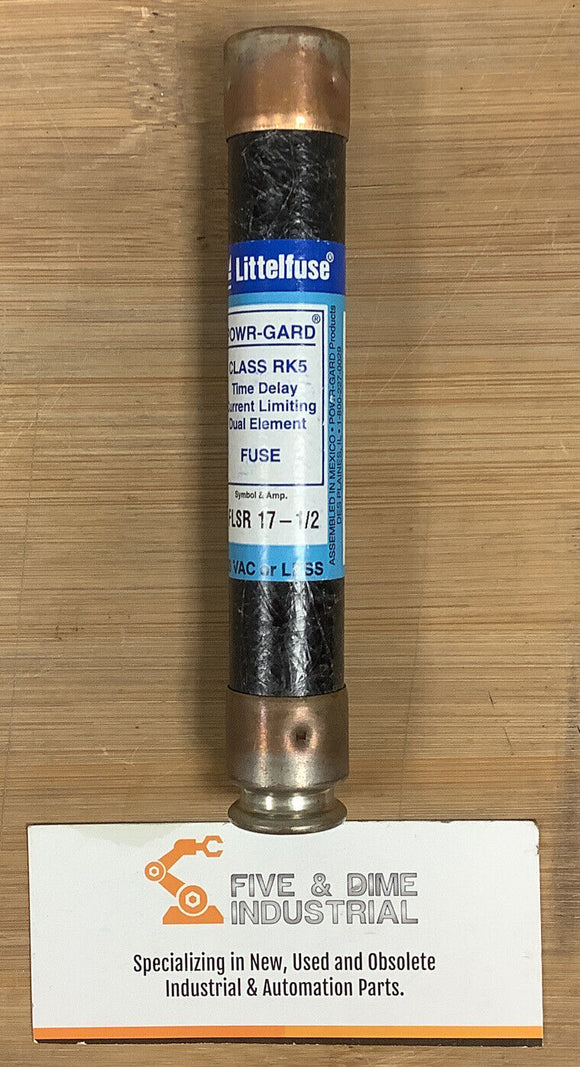 Littelfuse®
OWR-GARD®
CLASS RK5
Time Delay
urrent Limiting
Dual Element
FUSE
Symbol & Amp.
FLSR 17-1/2
VAC or LESS
ASSEMBLED IN MEXICO • POWR-GARD Products
DES PLAINES, IL • 1-800-227-0029
FIVE & DIME
INDUSTRIAL
Specializing in New, Used and Obsolete
Industrial & Automation Parts.